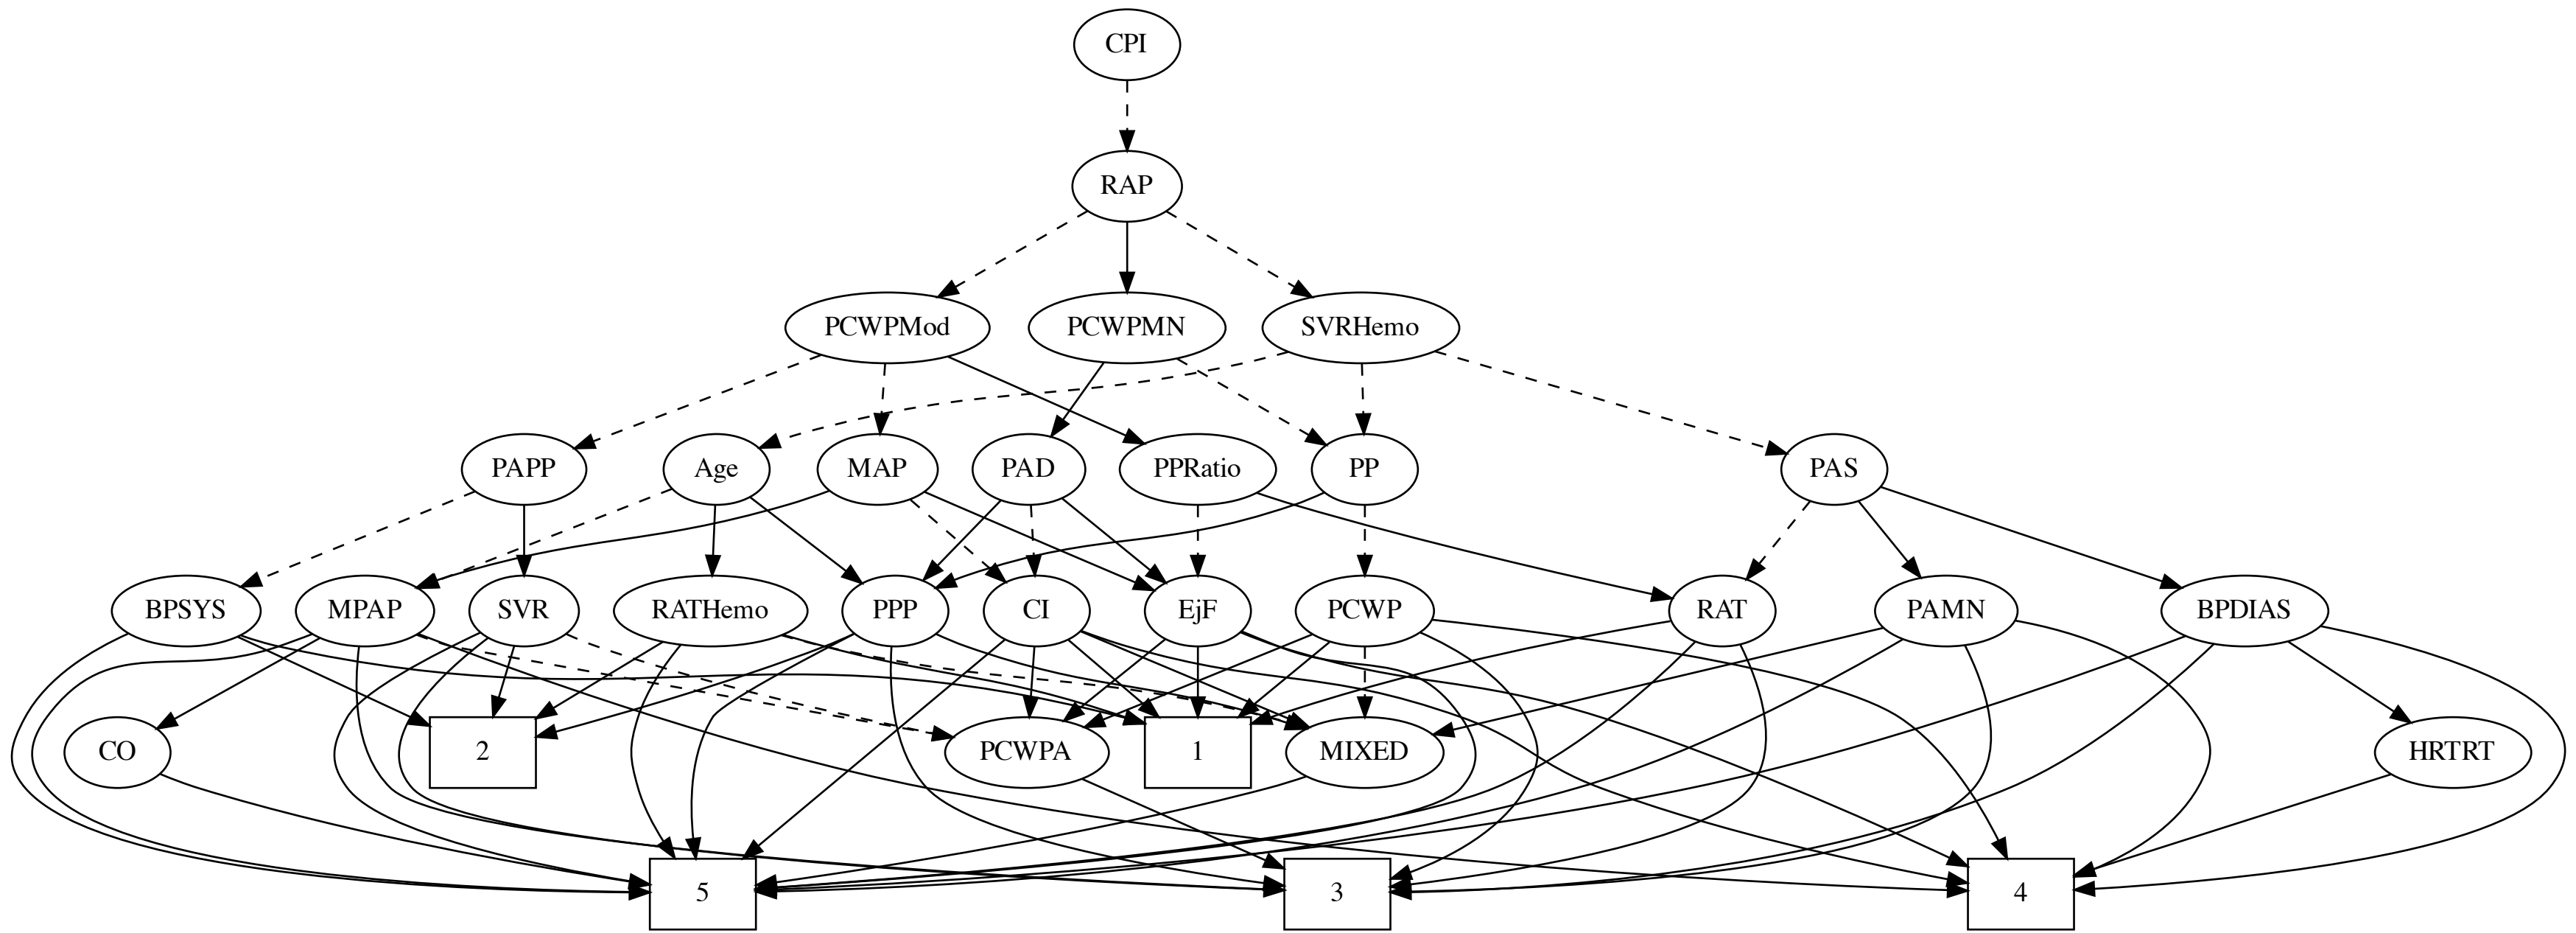 CPI
RAP
PCWPMod
PCWPMN
SVRHemo
PAPP
Age
MAP
PAD
PPRatio
PP
PAS
BPSYS
MPAP
SVR
RATHemo
PPP
CI
EjF
PCWP
RAT
PAMN
BPDIAS
CO
2
PCWPA
1
MIXED
HRTRT
5
3
4